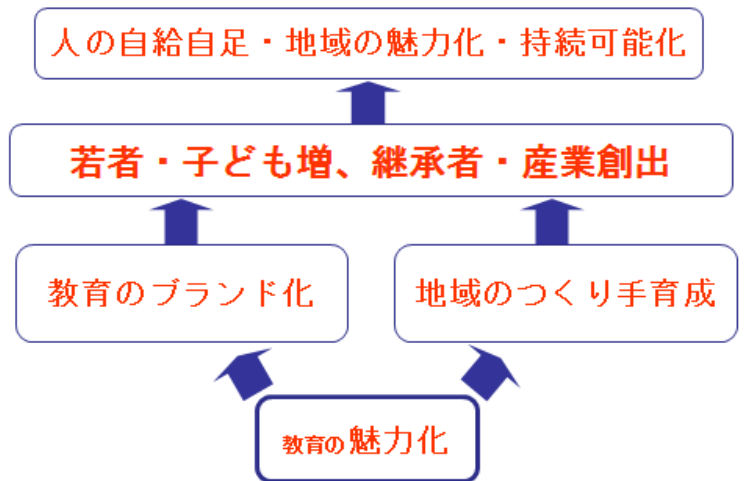 人の自給自足・地域の魅力化・持続可能化
若者・子ども増、継承者・産業創出
教育のブランド化
地域のつくり手育成
教育の魅力化